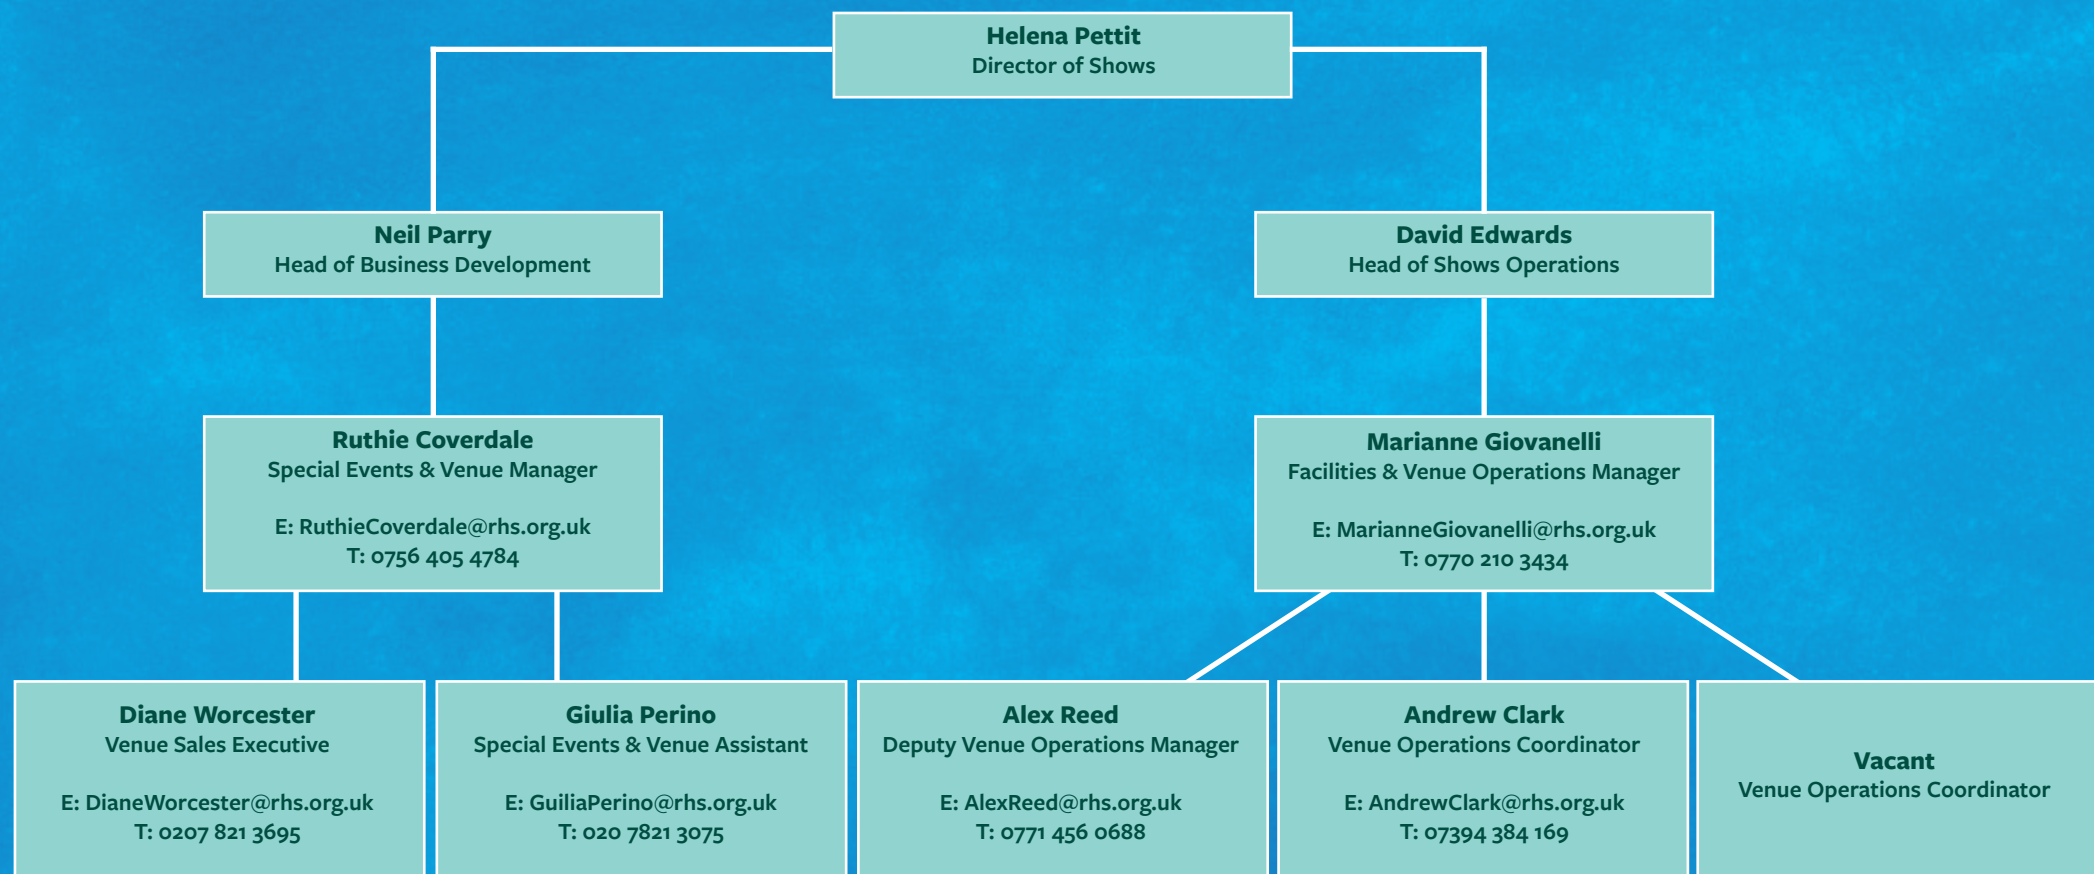 Helena Pettit
Director of Shows
Neil Parry
Head of Business Development
David Edwards
Head of Shows Operations
Ruthie Coverdale
Special Events & Venue Manager
E: RuthieCoverdale@rhs.org.uk
T: 0756 405 4784
Marianne Giovanelli
Facilities & Venue Operations Manager
E: MarianneGiovanelli@rhs.org.uk
T: 0770 210 3434
Diane Worcester
Venue Sales Executive
E: DianeWorcester@rhs.org.uk
T: 0207 821 3695
Giulia Perino
Special Events & Venue Assistant
E: GuiliaPerino@rhs.org.uk
T: 020 7821 3075
Alex Reed
Deputy Venue Operations Manager
E: AlexReed@rhs.org.uk
T: 0771 456 0688
Andrew Clark
Venue Operations Coordinator
E: AndrewClark@rhs.org.uk
T: 07394 384 169
Vacant
Venue Operations Coordinator